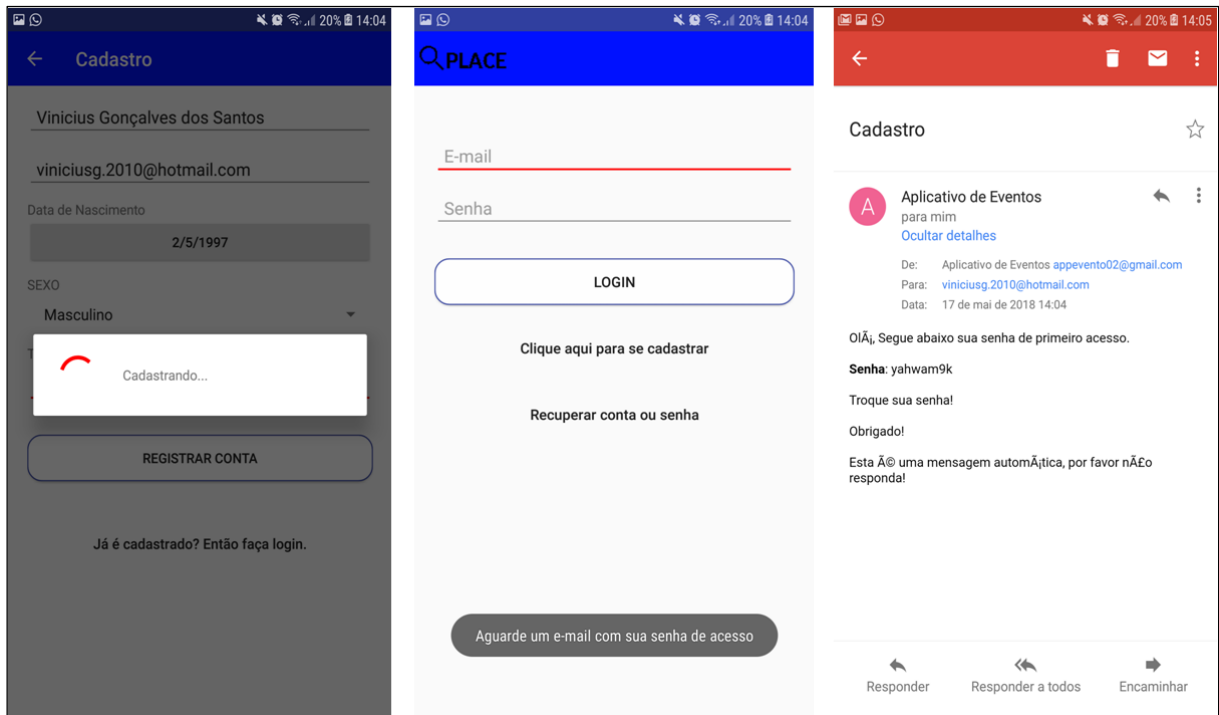 20% 14:04
Cadastro
Vinicius Gonçalves dos Santos
viniciusg.2010@hotmail.com
Data de Nascimento
2/5/1997
SEXO
Masculino
T
Cadastrando...
REGISTRAR CONTA
Já é cadastrado? Então faça login.
20% 14:04
PLACE
E-mail
Senha
LOGIN
Clique aqui para se cadastrar
Recuperar conta ou senha
Aguarde um e-mail com sua senha de acesso
20% 14:05
Cadastro
A
Aplicativo de Eventos
para mim
Ocultar detalhes
De: Aplicativo de Eventos appevento02@gmail.com
Para: viniciusg.2010@hotmail.com
Data: 17 de mai de 2018 14:04
OlÃ¡, Segue abaixo sua senha de primeiro acesso.
Senha: yahwam9k
Troque sua senha!
Obrigado!
Esta Ã© uma mensagem automÃ¡tica, por favor nÃ£o
responda!
Responder Responder a todos Encaminhar